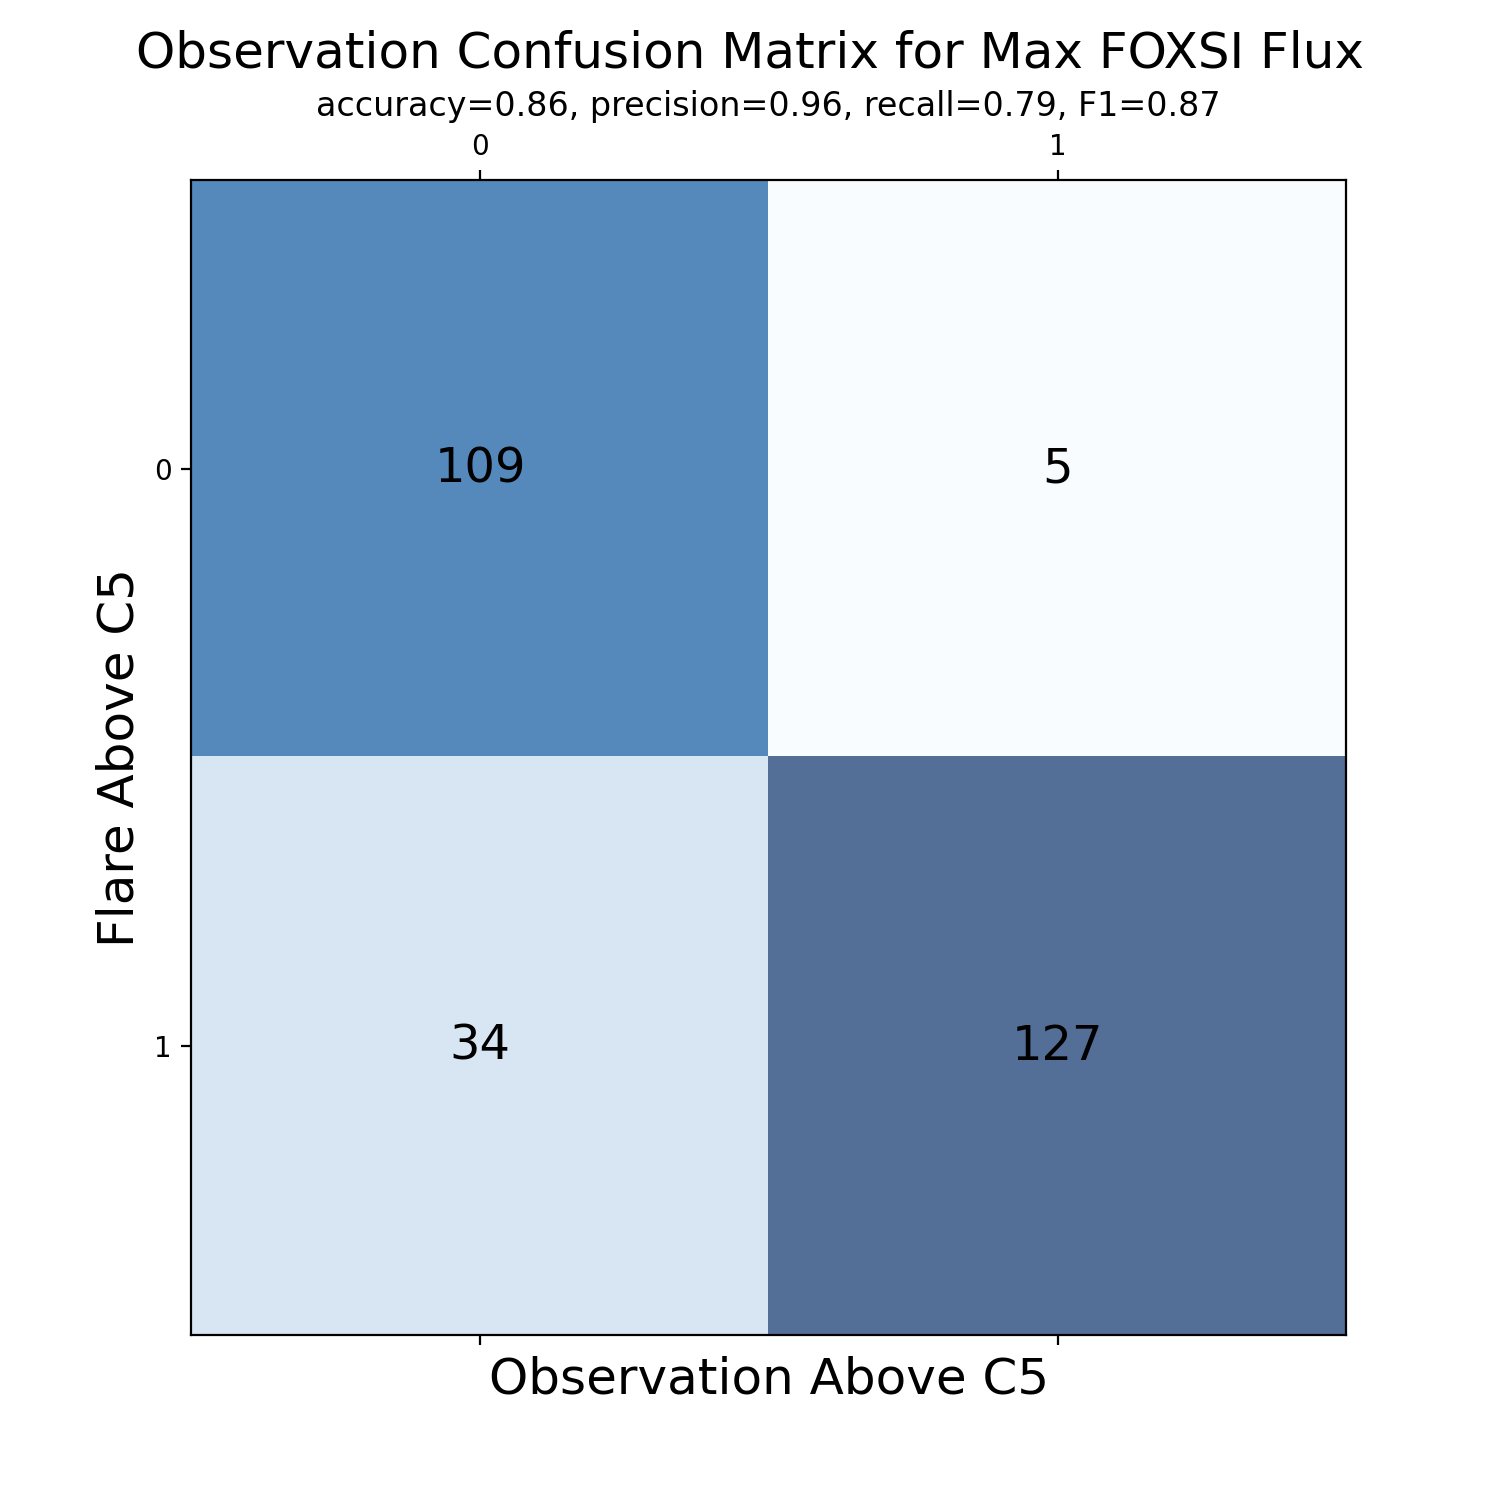 Observation Confusion Matrix for Max FOXSI Flux
accuracy=0.86, precision=0.96, recall=0.79, F1=0.87
0 1
0 109 5
Flare Above C5
1 34 127
Observation Above C5